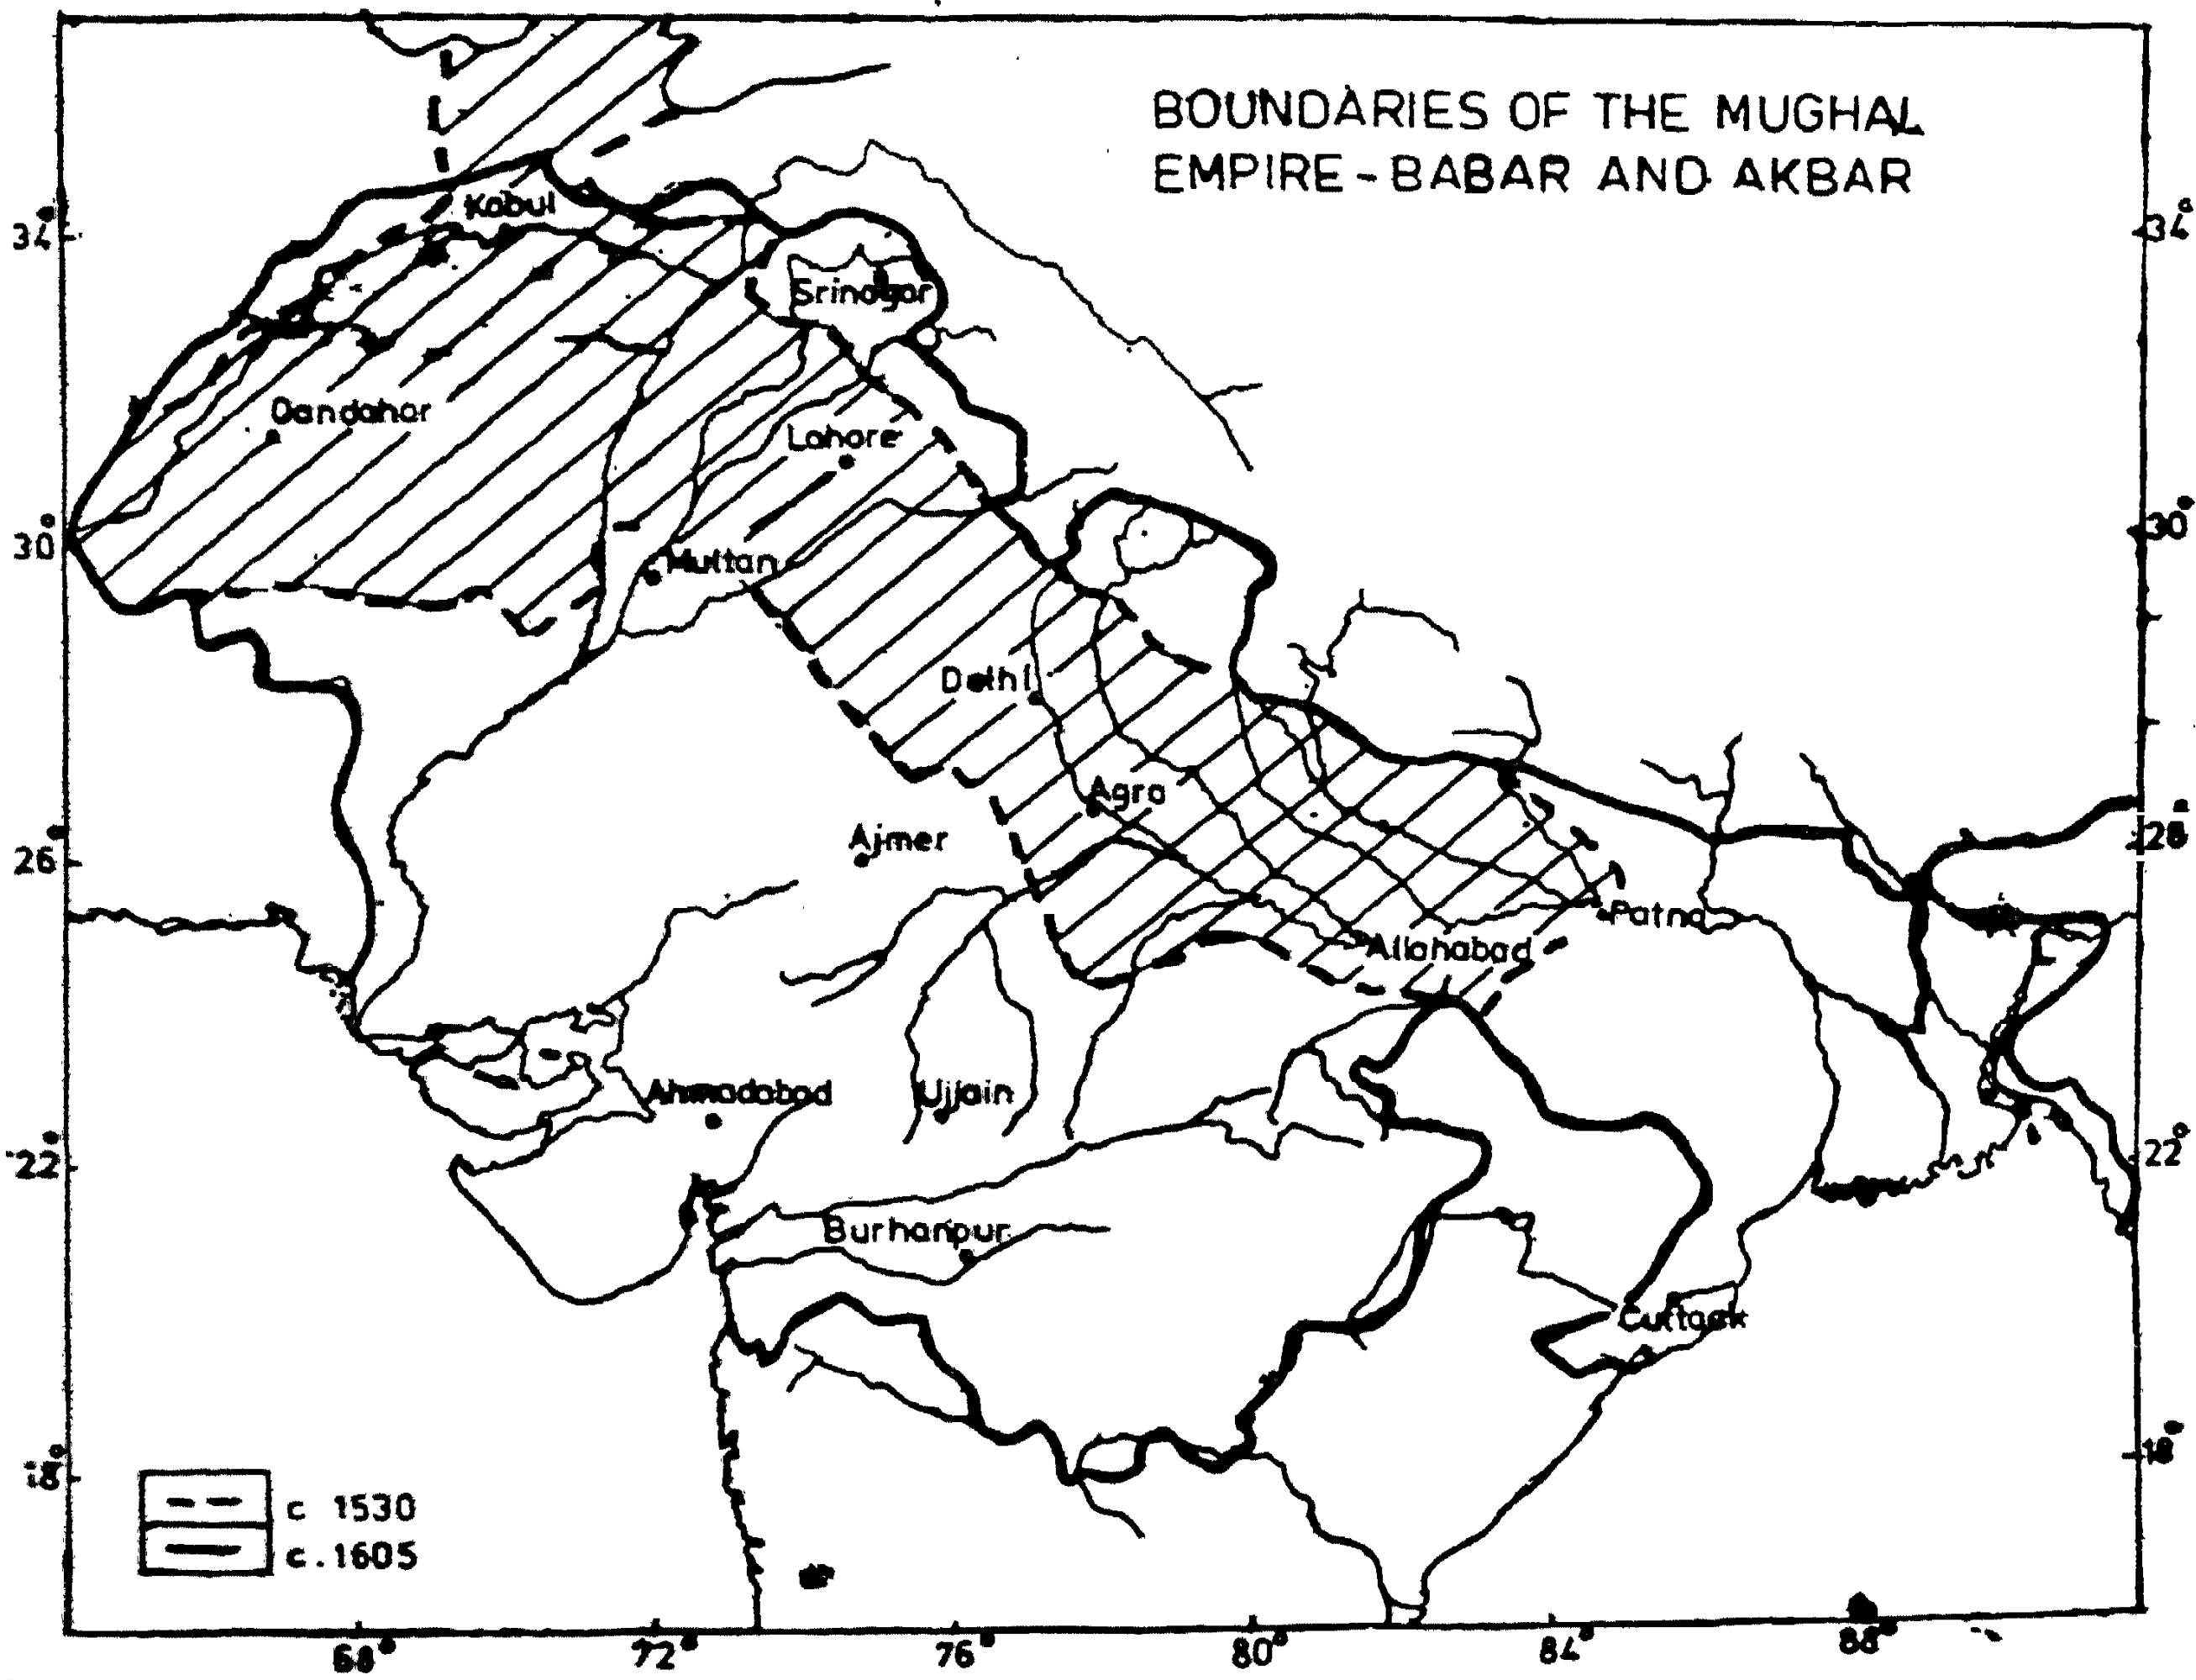 BOUNDARIES OF THE MUGHAL
EMPIRE - BABAR AND AKBAR
34° 34°
Kabul
Srinagar
Qandahar
Lahore
30° 30°
Multan
Delhi
Agra
Ajmer
26° 26°
Patna
Allahabad
Ahmadabad
Ujjain
22° 22°
Burhanpur
Cuttack
18° 18°
c 1530
c. 1605
68° 72° 76° 80° 84° 88°